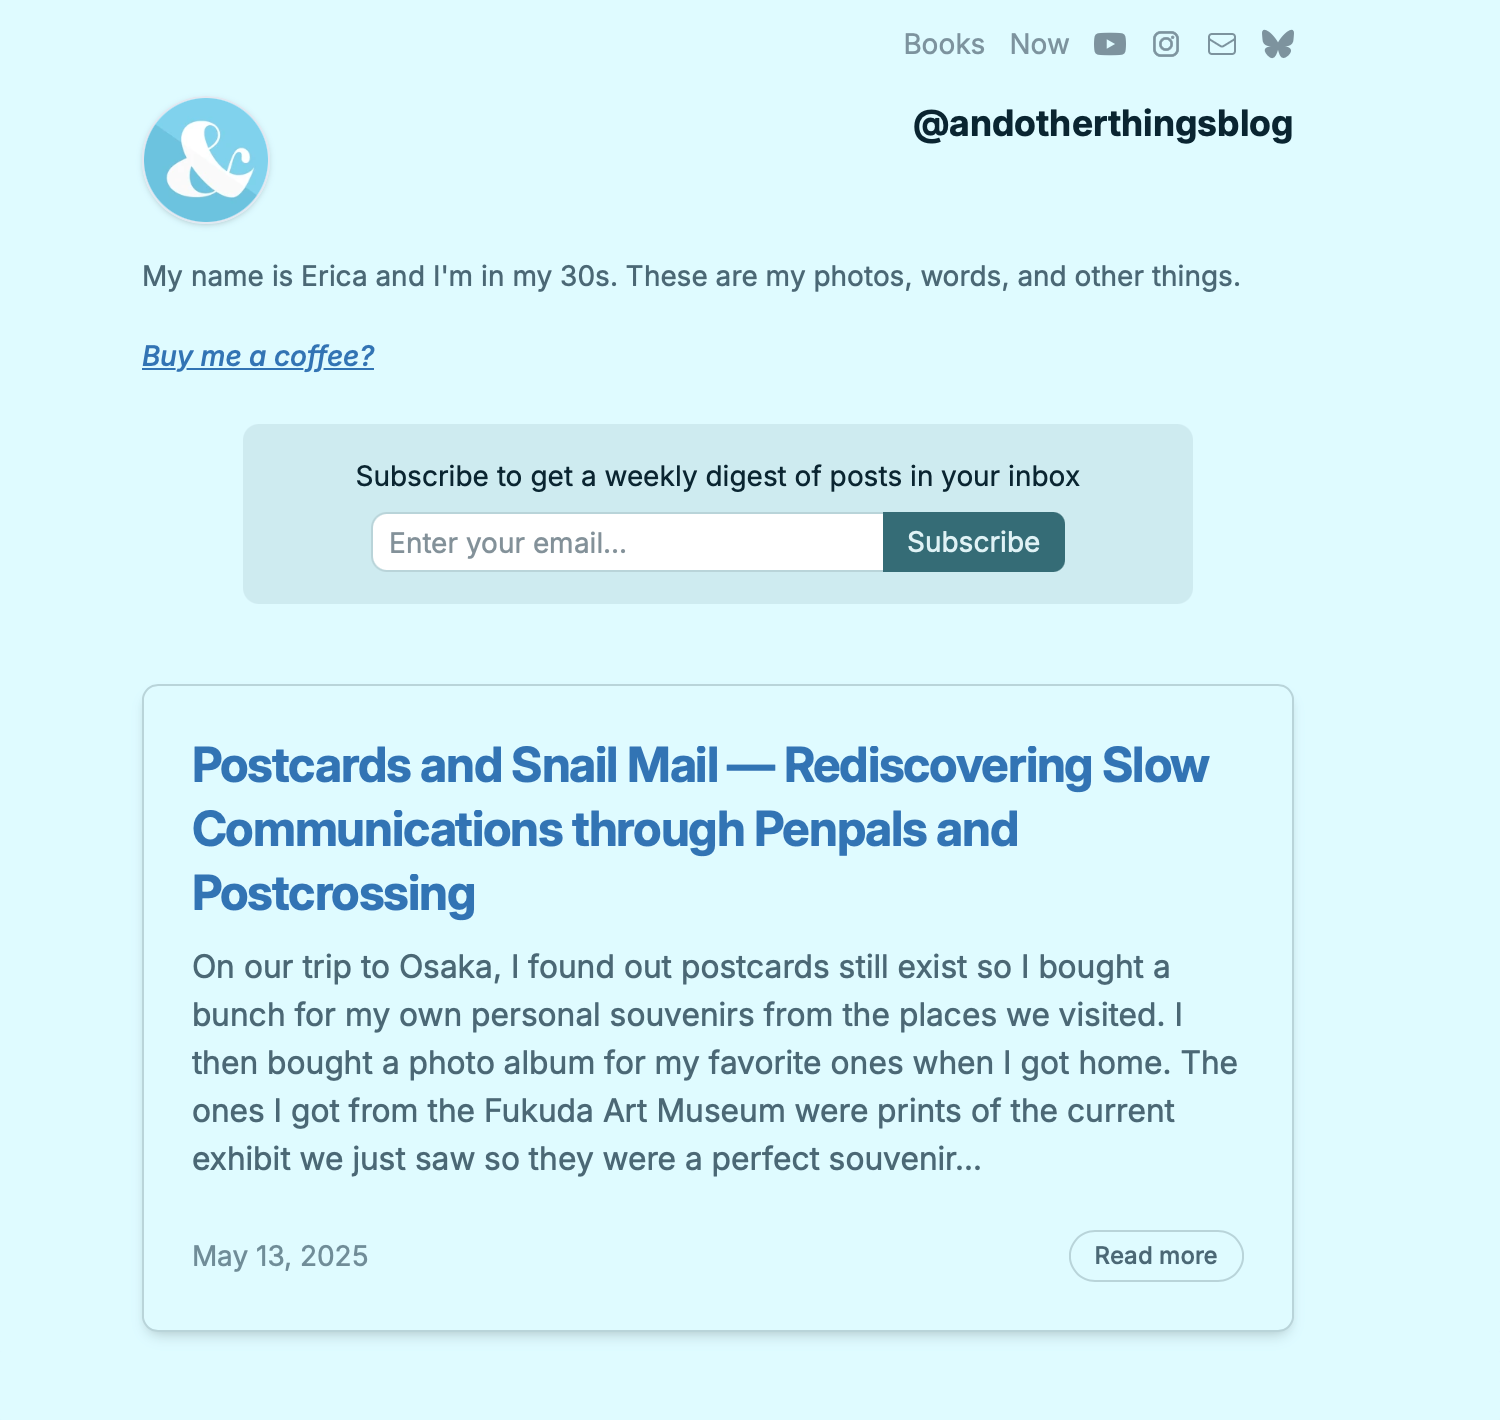 Books Now
&
@andotherthingsblog
My name is Erica and I'm in my 30s. These are my photos, words, and other things.
Buy me a coffee?
Subscribe to get a weekly digest of posts in your inbox
Enter your email...
Subscribe
Postcards and Snail Mail — Rediscovering Slow
Communications through Penpals and
Postcrossing
On our trip to Osaka, I found out postcards still exist so I bought a
bunch for my own personal souvenirs from the places we visited. I
then bought a photo album for my favorite ones when I got home. The
ones I got from the Fukuda Art Museum were prints of the current
exhibit we just saw so they were a perfect souvenir...
May 13, 2025
Read more